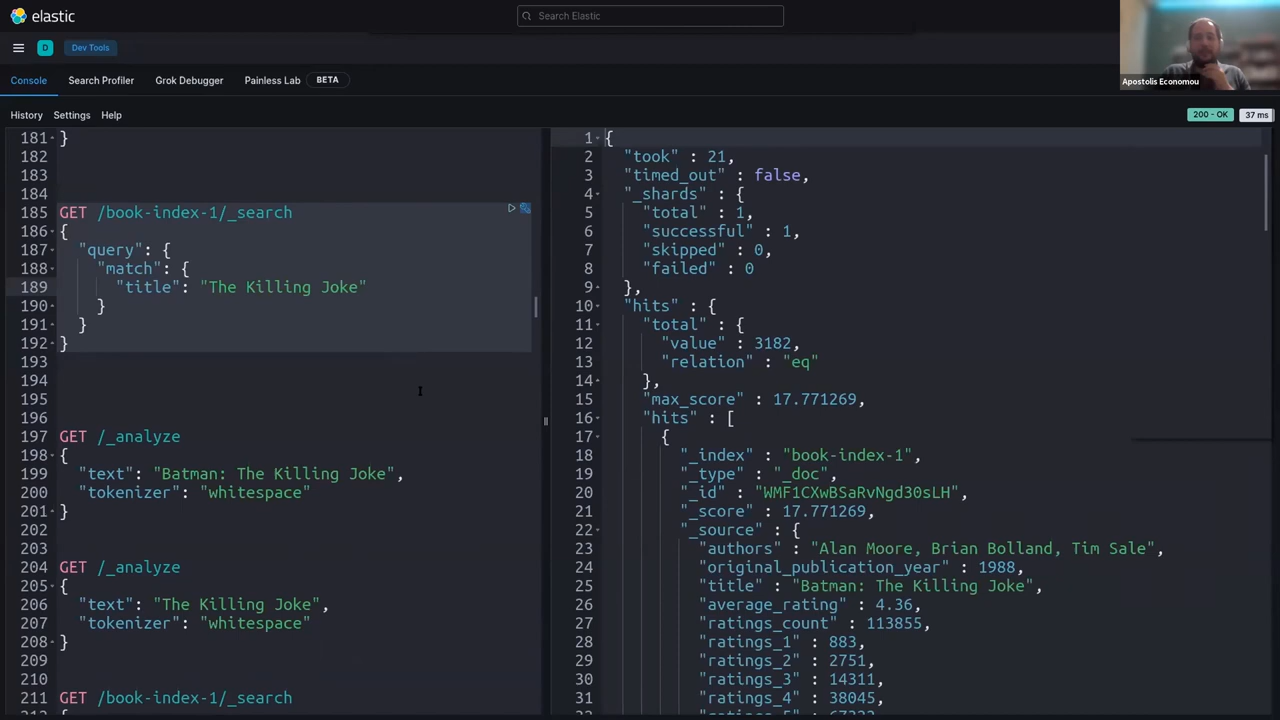 elastic
Search Elastic
D
Dev Tools
Apostolis Economou
Console
Search Profiler
Grok Debugger
Painless Lab
BETA
History
Settings
Help
200 - OK
37 ms
181 }
182
183
184
185 GET /book-index-1/_search
186 {
187 "query": {
188 "match": {
189 "title": "The Killing Joke"
190 }
191 }
192 }
193
194
195
196
197 GET /_analyze
198 {
199 "text": "Batman: The Killing Joke",
200 "tokenizer": "whitespace"
201 }
202
203
204 GET /_analyze
205 {
206 "text": "The Killing Joke",
207 "tokenizer": "whitespace"
208 }
209
210
211 GET /book-index-1/_search
1 {
2 "took" : 21,
3 "timed_out" : false,
4 "_shards" : {
5 "total" : 1,
6 "successful" : 1,
7 "skipped" : 0,
8 "failed" : 0
9 },
10 "hits" : {
11 "total" : {
12 "value" : 3182,
13 "relation" : "eq"
14 },
15 "max_score" : 17.771269,
16 "hits" : [
17 {
18 "_index" : "book-index-1",
19 "_type" : "_doc",
20 "_id" : "WMF1CXwBSaRvNgd30sLH",
21 "_score" : 17.771269,
22 "_source" : {
23 "authors" : "Alan Moore, Brian Bolland, Tim Sale",
24 "original_publication_year" : 1988,
25 "title" : "Batman: The Killing Joke",
26 "average_rating" : 4.36,
27 "ratings_count" : 113855,
28 "ratings_1" : 883,
29 "ratings_2" : 2751,
30 "ratings_3" : 14311,
31 "ratings_4" : 38045,